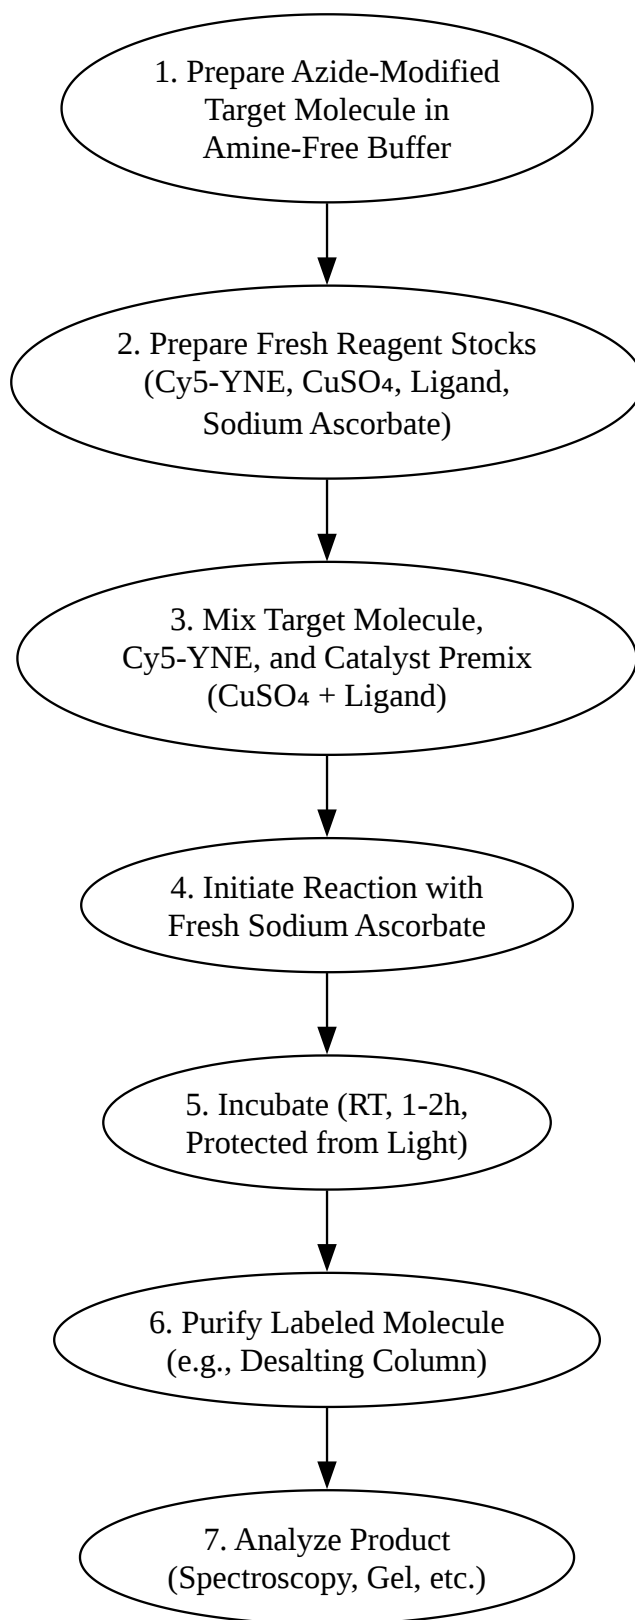 1. Prepare Azide-Modified
Target Molecule in
Amine-Free Buffer
2. Prepare Fresh Reagent Stocks
(Cy5-YNE, CuSO₄, Ligand,
Sodium Ascorbate)
3. Mix Target Molecule,
Cy5-YNE, and Catalyst Premix
(CuSO₄ + Ligand)
4. Initiate Reaction with
Fresh Sodium Ascorbate
5. Incubate (RT, 1-2h,
Protected from Light)
6. Purify Labeled Molecule
(e.g., Desalting Column)
7. Analyze Product
(Spectroscopy, Gel, etc.)